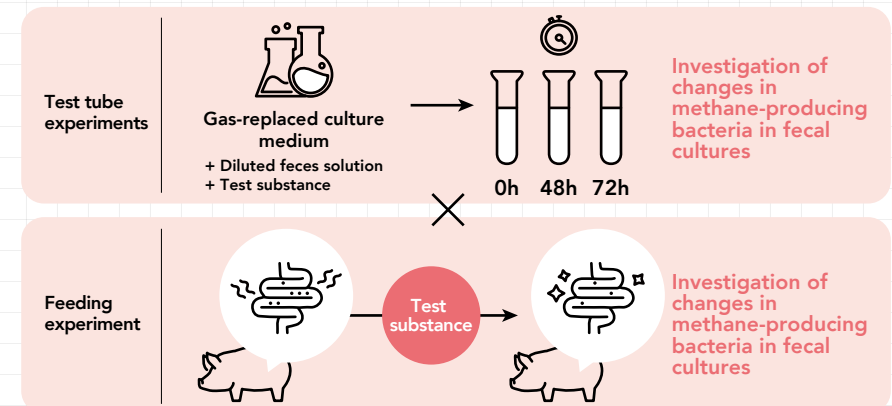 Test tube
experiments
Gas-replaced culture
medium
+ Diluted feces solution
+ Test substance
0h 48h 72h
Investigation of
changes in
methane-producing
bacteria in fecal
cultures
Feeding
experiment
Test
substance
Investigation of
changes in
methane-producing
bacteria in fecal
cultures